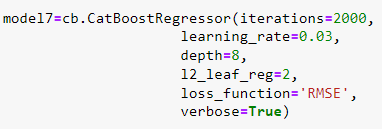 model7=cb.CatBoostRegressor(iterations=2000,
learning_rate=0.03,
depth=8,
l2_leaf_reg=2,
loss_function='RMSE',
verbose=True)